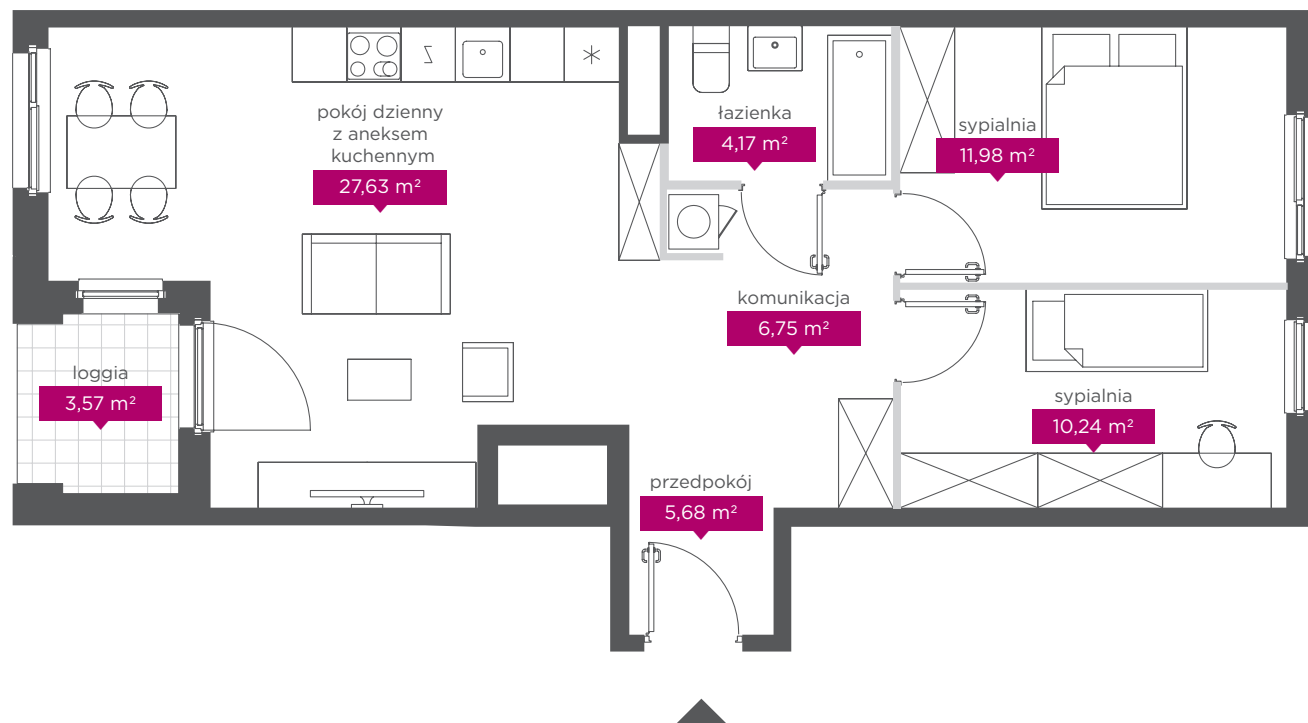 pokój dzienny
z aneksem
kuchennym
27,63 m²
łazienka
4,17 m²
sypialnia
11,98 m²
komunikacja
6,75 m²
loggia
3,57 m²
sypialnia
10,24 m²
przedpokój
5,68 m²